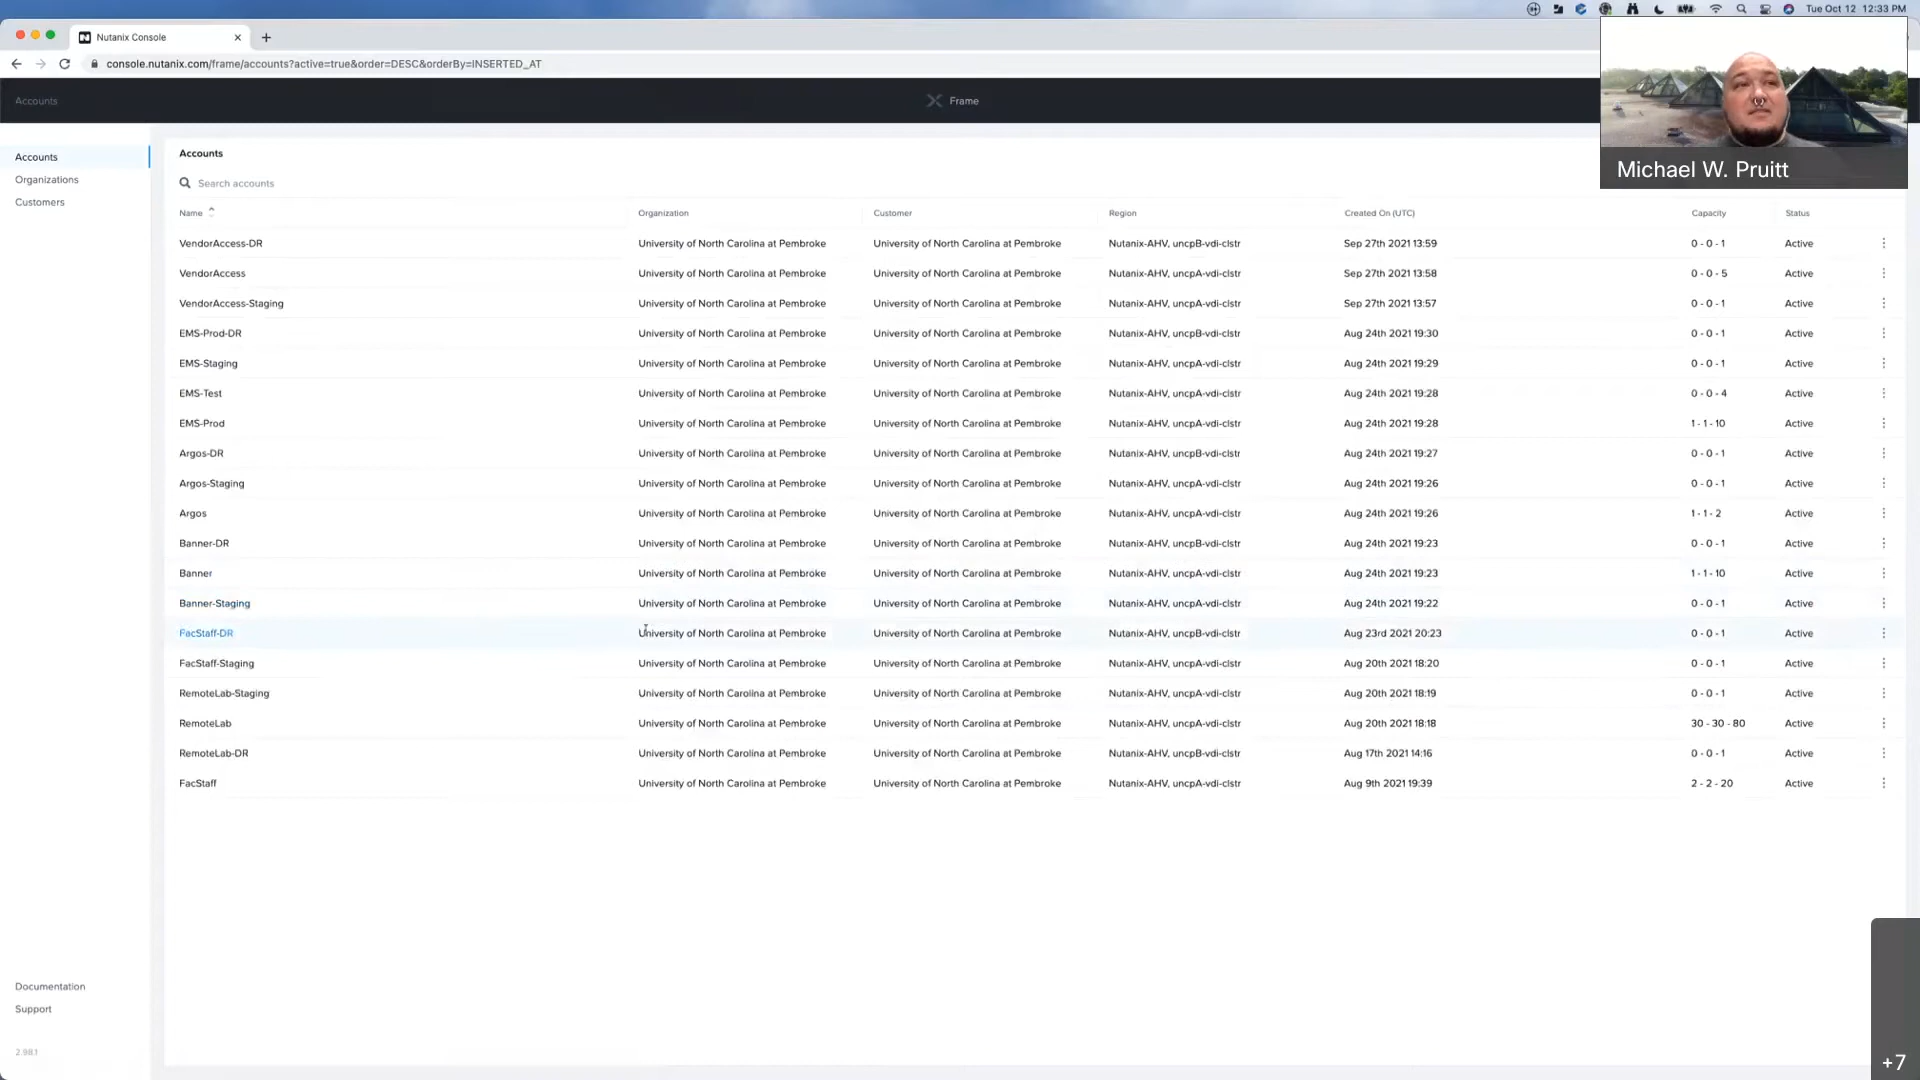 Tue Oct 12 12:33 PM
Nutanix Console
console.nutanix.com/frame/accounts?active=true&order=DESC&orderBy=INSERTED_AT
Accounts
Frame
Michael W. Pruitt
Accounts
Organizations
Customers
Accounts
Search accounts
Name Organization Customer Region Created On (UTC) Capacity Status
VendorAccess-DR University of North Carolina at Pembroke University of North Carolina at Pembroke Nutanix-AHV, uncpB-vdi-clstr Sep 27th 2021 13:59 0 - 0 - 1 Active
VendorAccess University of North Carolina at Pembroke University of North Carolina at Pembroke Nutanix-AHV, uncpA-vdi-clstr Sep 27th 2021 13:58 0 - 0 - 5 Active
VendorAccess-Staging University of North Carolina at Pembroke University of North Carolina at Pembroke Nutanix-AHV, uncpA-vdi-clstr Sep 27th 2021 13:57 0 - 0 - 1 Active
EMS-Prod-DR University of North Carolina at Pembroke University of North Carolina at Pembroke Nutanix-AHV, uncpB-vdi-clstr Aug 24th 2021 19:30 0 - 0 - 1 Active
EMS-Staging University of North Carolina at Pembroke University of North Carolina at Pembroke Nutanix-AHV, uncpA-vdi-clstr Aug 24th 2021 19:29 0 - 0 - 1 Active
EMS-Test University of North Carolina at Pembroke University of North Carolina at Pembroke Nutanix-AHV, uncpA-vdi-clstr Aug 24th 2021 19:28 0 - 0 - 4 Active
EMS-Prod University of North Carolina at Pembroke University of North Carolina at Pembroke Nutanix-AHV, uncpA-vdi-clstr Aug 24th 2021 19:28 1 - 1 - 10 Active
Argos-DR University of North Carolina at Pembroke University of North Carolina at Pembroke Nutanix-AHV, uncpB-vdi-clstr Aug 24th 2021 19:27 0 - 0 - 1 Active
Argos-Staging University of North Carolina at Pembroke University of North Carolina at Pembroke Nutanix-AHV, uncpA-vdi-clstr Aug 24th 2021 19:26 0 - 0 - 1 Active
Argos University of North Carolina at Pembroke University of North Carolina at Pembroke Nutanix-AHV, uncpA-vdi-clstr Aug 24th 2021 19:26 1 - 1 - 2 Active
Banner-DR University of North Carolina at Pembroke University of North Carolina at Pembroke Nutanix-AHV, uncpB-vdi-clstr Aug 24th 2021 19:23 0 - 0 - 1 Active
Banner University of North Carolina at Pembroke University of North Carolina at Pembroke Nutanix-AHV, uncpA-vdi-clstr Aug 24th 2021 19:23 1 - 1 - 10 Active
Banner-Staging University of North Carolina at Pembroke University of North Carolina at Pembroke Nutanix-AHV, uncpA-vdi-clstr Aug 24th 2021 19:22 0 - 0 - 1 Active
FacStaff-DR University of North Carolina at Pembroke University of North Carolina at Pembroke Nutanix-AHV, uncpB-vdi-clstr Aug 23rd 2021 20:23 0 - 0 - 1 Active
FacStaff-Staging University of North Carolina at Pembroke University of North Carolina at Pembroke Nutanix-AHV, uncpA-vdi-clstr Aug 20th 2021 18:20 0 - 0 - 1 Active
RemoteLab-Staging University of North Carolina at Pembroke University of North Carolina at Pembroke Nutanix-AHV, uncpA-vdi-clstr Aug 20th 2021 18:19 0 - 0 - 1 Active
RemoteLab University of North Carolina at Pembroke University of North Carolina at Pembroke Nutanix-AHV, uncpA-vdi-clstr Aug 20th 2021 18:18 30 - 30 - 80 Active
RemoteLab-DR University of North Carolina at Pembroke University of North Carolina at Pembroke Nutanix-AHV, uncpB-vdi-clstr Aug 17th 2021 14:16 0 - 0 - 1 Active
FacStaff University of North Carolina at Pembroke University of North Carolina at Pembroke Nutanix-AHV, uncpA-vdi-clstr Aug 9th 2021 19:39 2 - 2 - 20 Active
Documentation
Support
2.98.1
+7